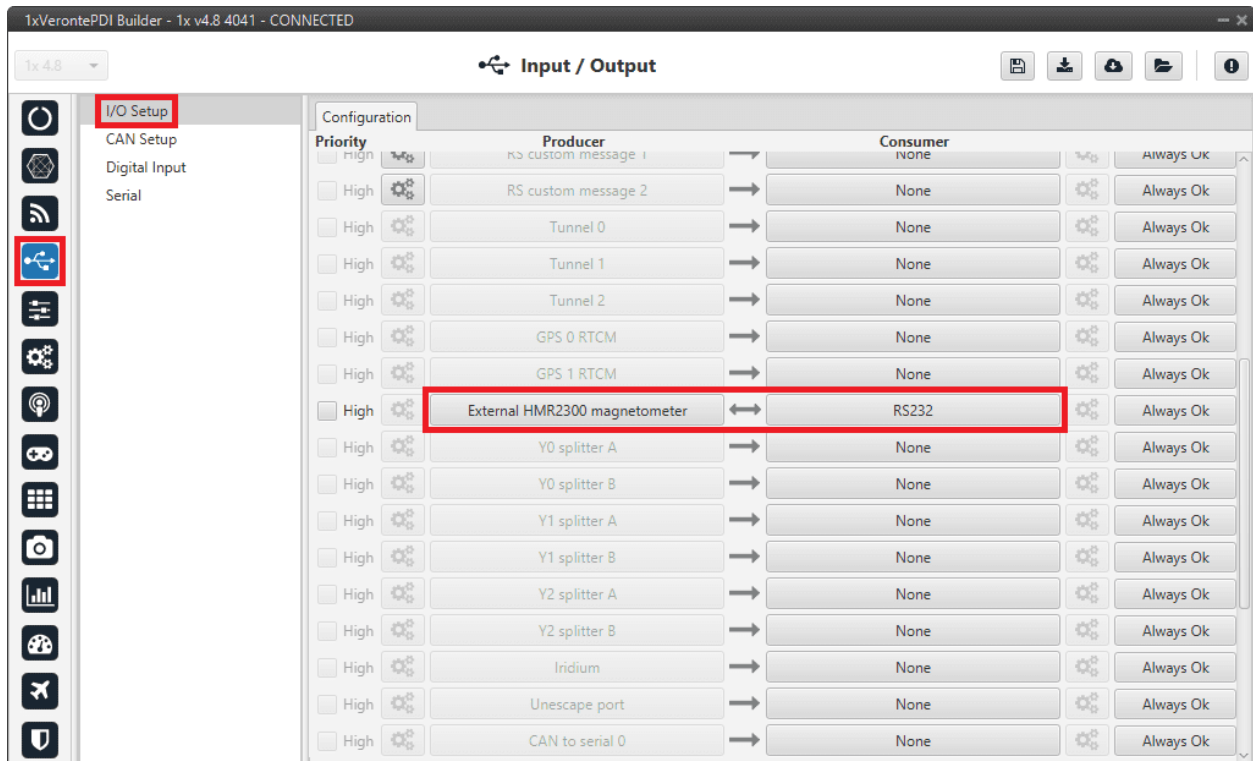 1xVerontePDI Builder - 1x v4.8 4041 - CONNECTED
1x 4.8
Input / Output
I/O Setup
CAN Setup
Digital Input
Serial
Configuration
Priority Producer Consumer
High RS custom message 1 None Always Ok
High RS custom message 2 None Always Ok
High Tunnel 0 None Always Ok
High Tunnel 1 None Always Ok
High Tunnel 2 None Always Ok
High GPS 0 RTCM None Always Ok
High GPS 1 RTCM None Always Ok
High External HMR2300 magnetometer RS232 Always Ok
High Y0 splitter A None Always Ok
High Y0 splitter B None Always Ok
High Y1 splitter A None Always Ok
High Y1 splitter B None Always Ok
High Y2 splitter A None Always Ok
High Y2 splitter B None Always Ok
High Iridium None Always Ok
High Unescape port None Always Ok
High CAN to serial 0 None Always Ok